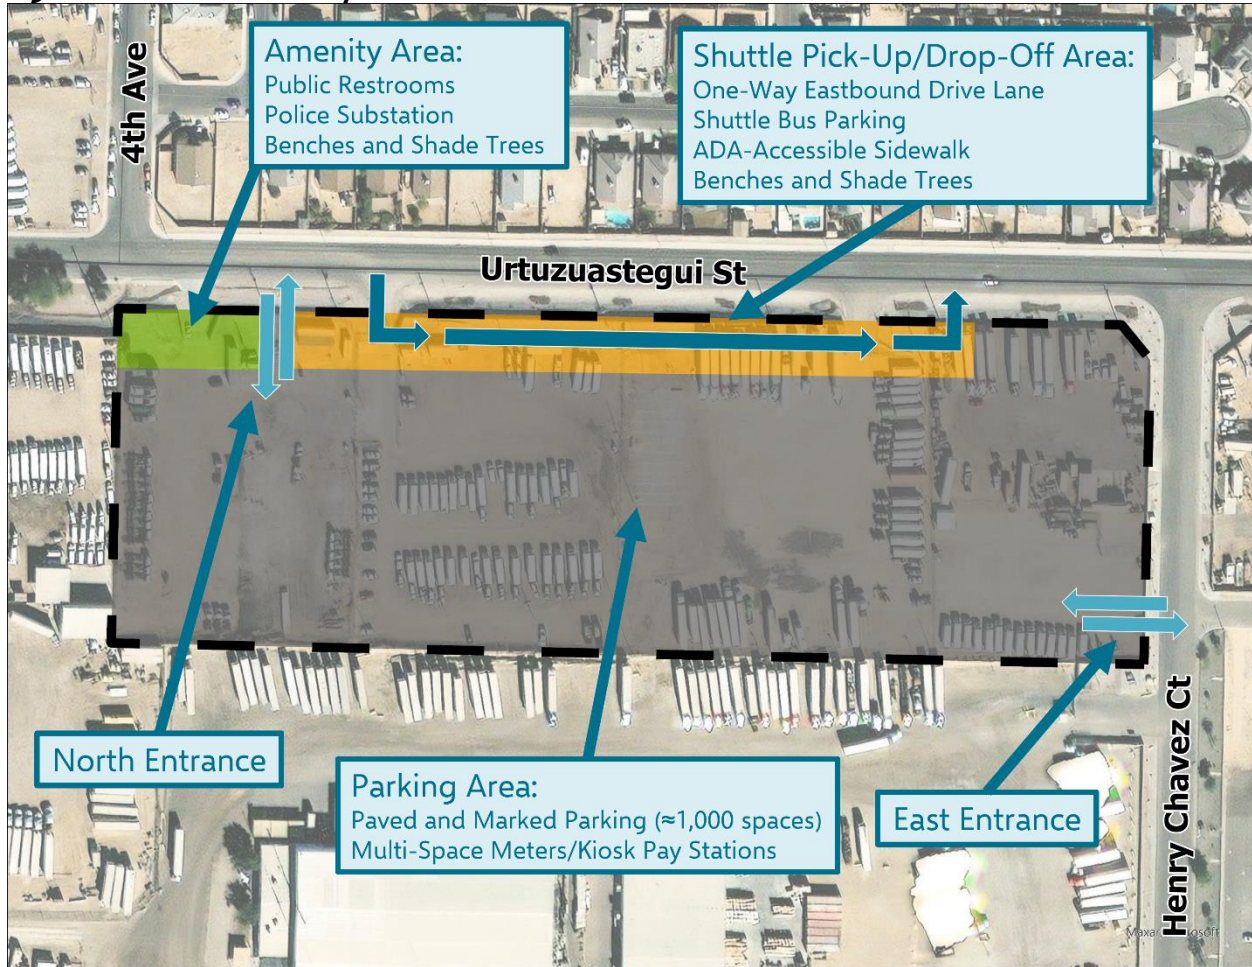 4th Ave
Amenity Area:
Public Restrooms
Police Substation
Benches and Shade Trees
Shuttle Pick-Up/Drop-Off Area:
One-Way Eastbound Drive Lane
Shuttle Bus Parking
ADA-Accessible Sidewalk
Benches and Shade Trees
Urtuzuastegui St
North Entrance
Parking Area:
Paved and Marked Parking (≈1,000 spaces)
Multi-Space Meters/Kiosk Pay Stations
East Entrance
Henry Chavez Ct